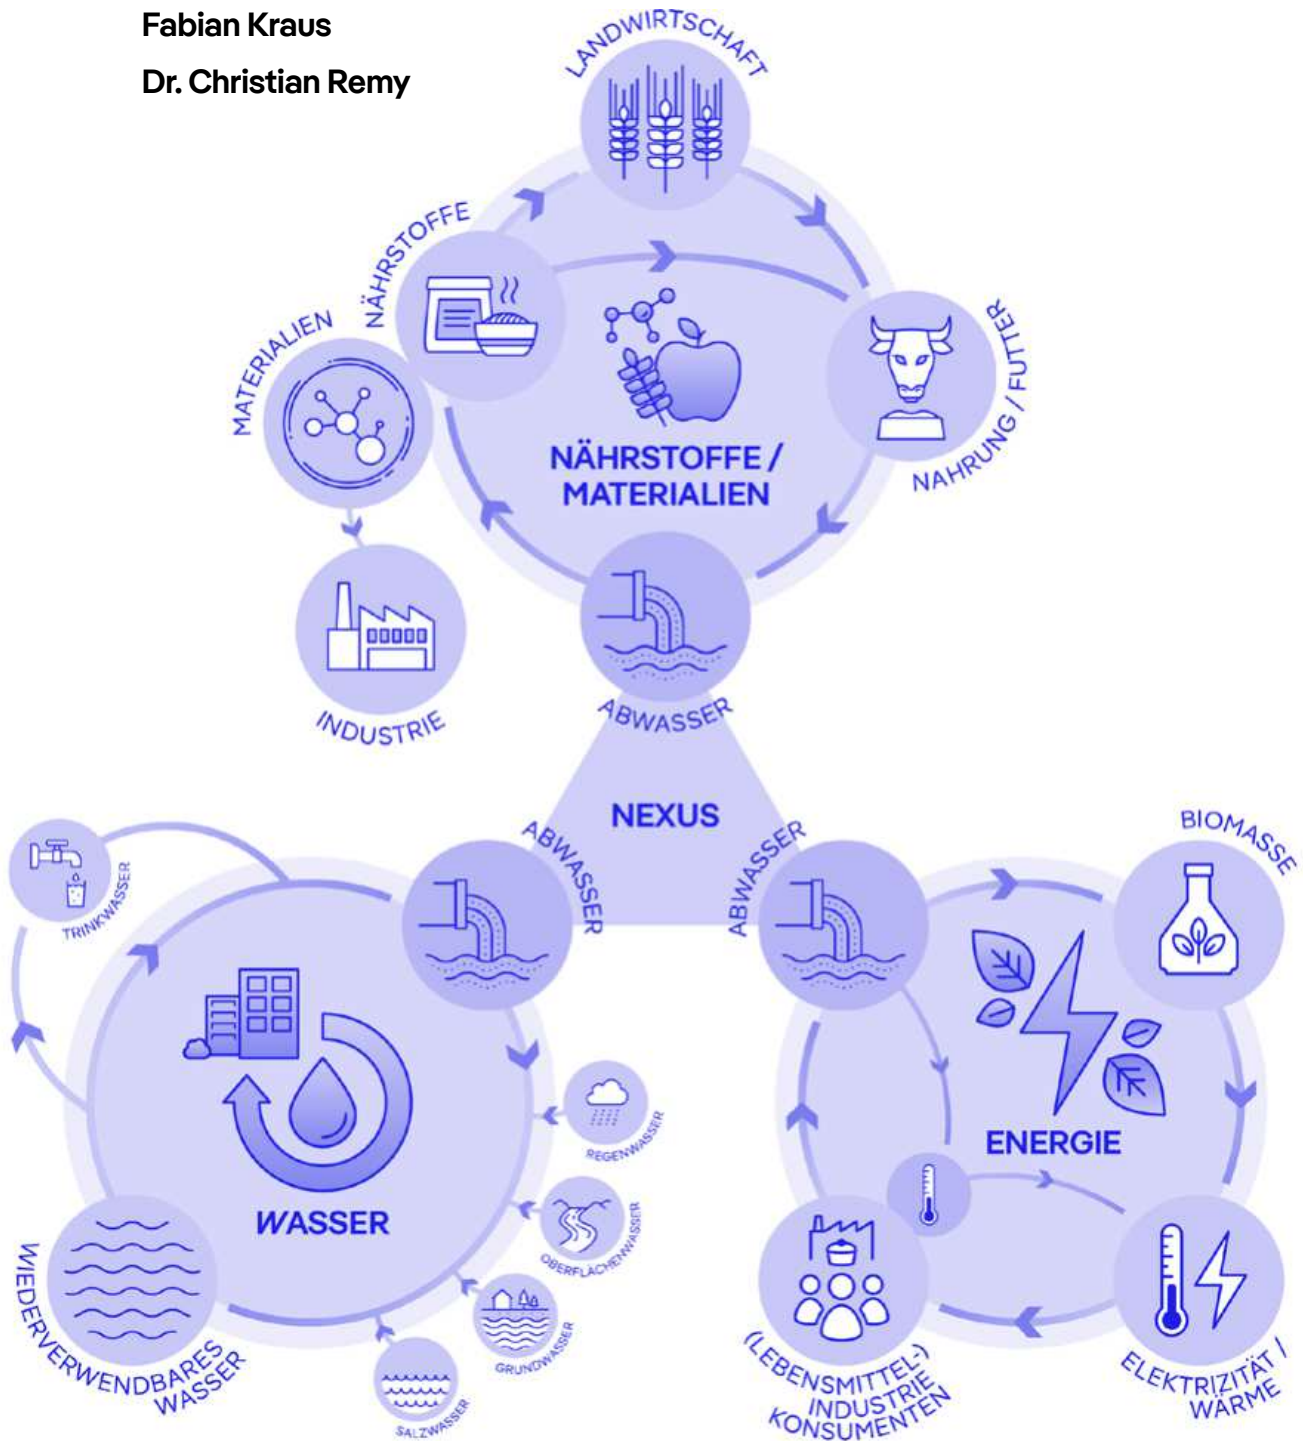 Fabian Kraus
Dr. Christian Remy
LANDWIRTSCHAFT
NÄHRSTOFFE
MATERIALIEN
NAHRUNG / FUTTER
NÄHRSTOFFE /
MATERIALIEN
INDUSTRIE
ABWASSER
NEXUS
ABWASSER
ABWASSER
BIOMASSE
TRINKWASSER
REGENWASSER
ENERGIE
WASSER
OBERFLÄCHENWASSER
WIEDERVERWENDBARES
WASSER
GRUNDWASSER
SALZWASSER
(LEBENSMITTEL-)
INDUSTRIE
KONSUMENTEN
ELEKTRIZITÄT /
WÄRME